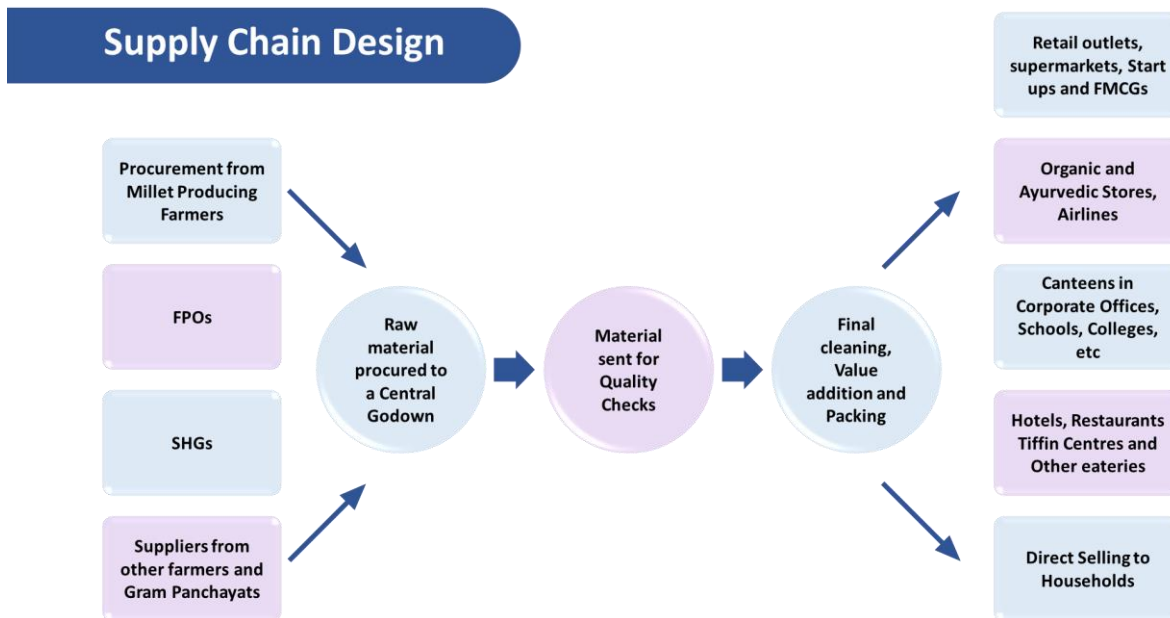 Supply Chain Design
Procurement from
Millet Producing
Farmers
FPOs
SHGs
Suppliers from
other farmers and
Gram Panchayats
Raw
material
procured to
a Central
Godown
Material
sent for
Quality
Checks
Final
cleaning,
Value
addition and
Packing
Retail outlets,
supermarkets, Start
ups and FMCGs
Organic and
Ayurvedic Stores,
Airlines
Canteens in
Corporate Offices,
Schools, Colleges,
etc
Hotels, Restaurants
Tiffin Centres and
Other eateries
Direct Selling to
Households